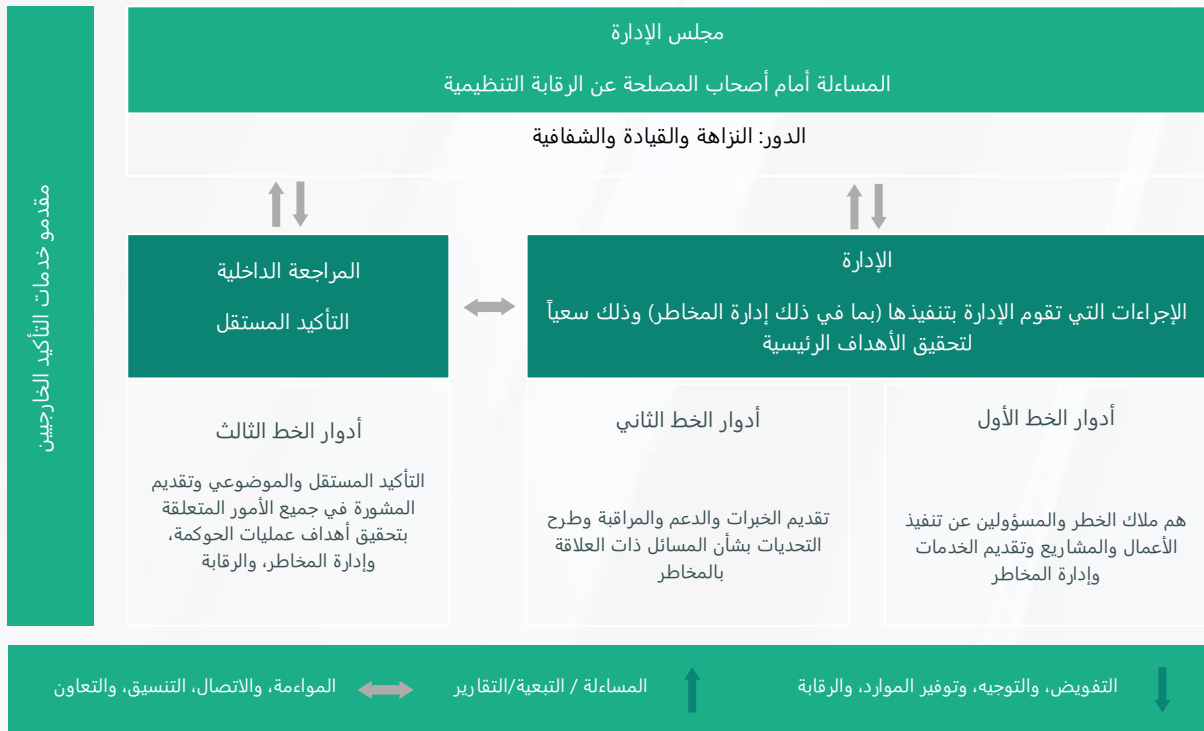 مجلس الإدارة
المساءلة أمام أصحاب المصلحة عن الرقابة التنظيمية
الدور: النزاهة والقيادة والشفافية
الإدارة
الإجراءات التي تقوم الإدارة بتنفيذها (بما في ذلك إدارة المخاطر) وذلك سعياً
لتحقيق الأهداف الرئيسية
المراجعة الداخلية
التأكيد المستقل
أدوار الخط الأول
هم ملاك الخطر والمسؤولين عن تنفيذ
الأعمال والمشاريع وتقديم الخدمات
وإدارة المخاطر
أدوار الخط الثاني
تقديم الخبرات والدعم والمراقبة وطرح
التحديات بشأن المسائل ذات العلاقة
بالمخاطر
أدوار الخط الثالث
التأكيد المستقل والموضوعي وتقديم
المشورة في جميع الأمور المتعلقة
بتحقيق أهداف عمليات الحوكمة،
وإدارة المخاطر، والرقابة
مقدمو خدمات التأكيد الخارجيين
التفويض، والتوجيه، وتوفير الموارد، والرقابة
المساءلة / التبعية/التقارير
المواءمة، والاتصال، التنسيق، والتعاون